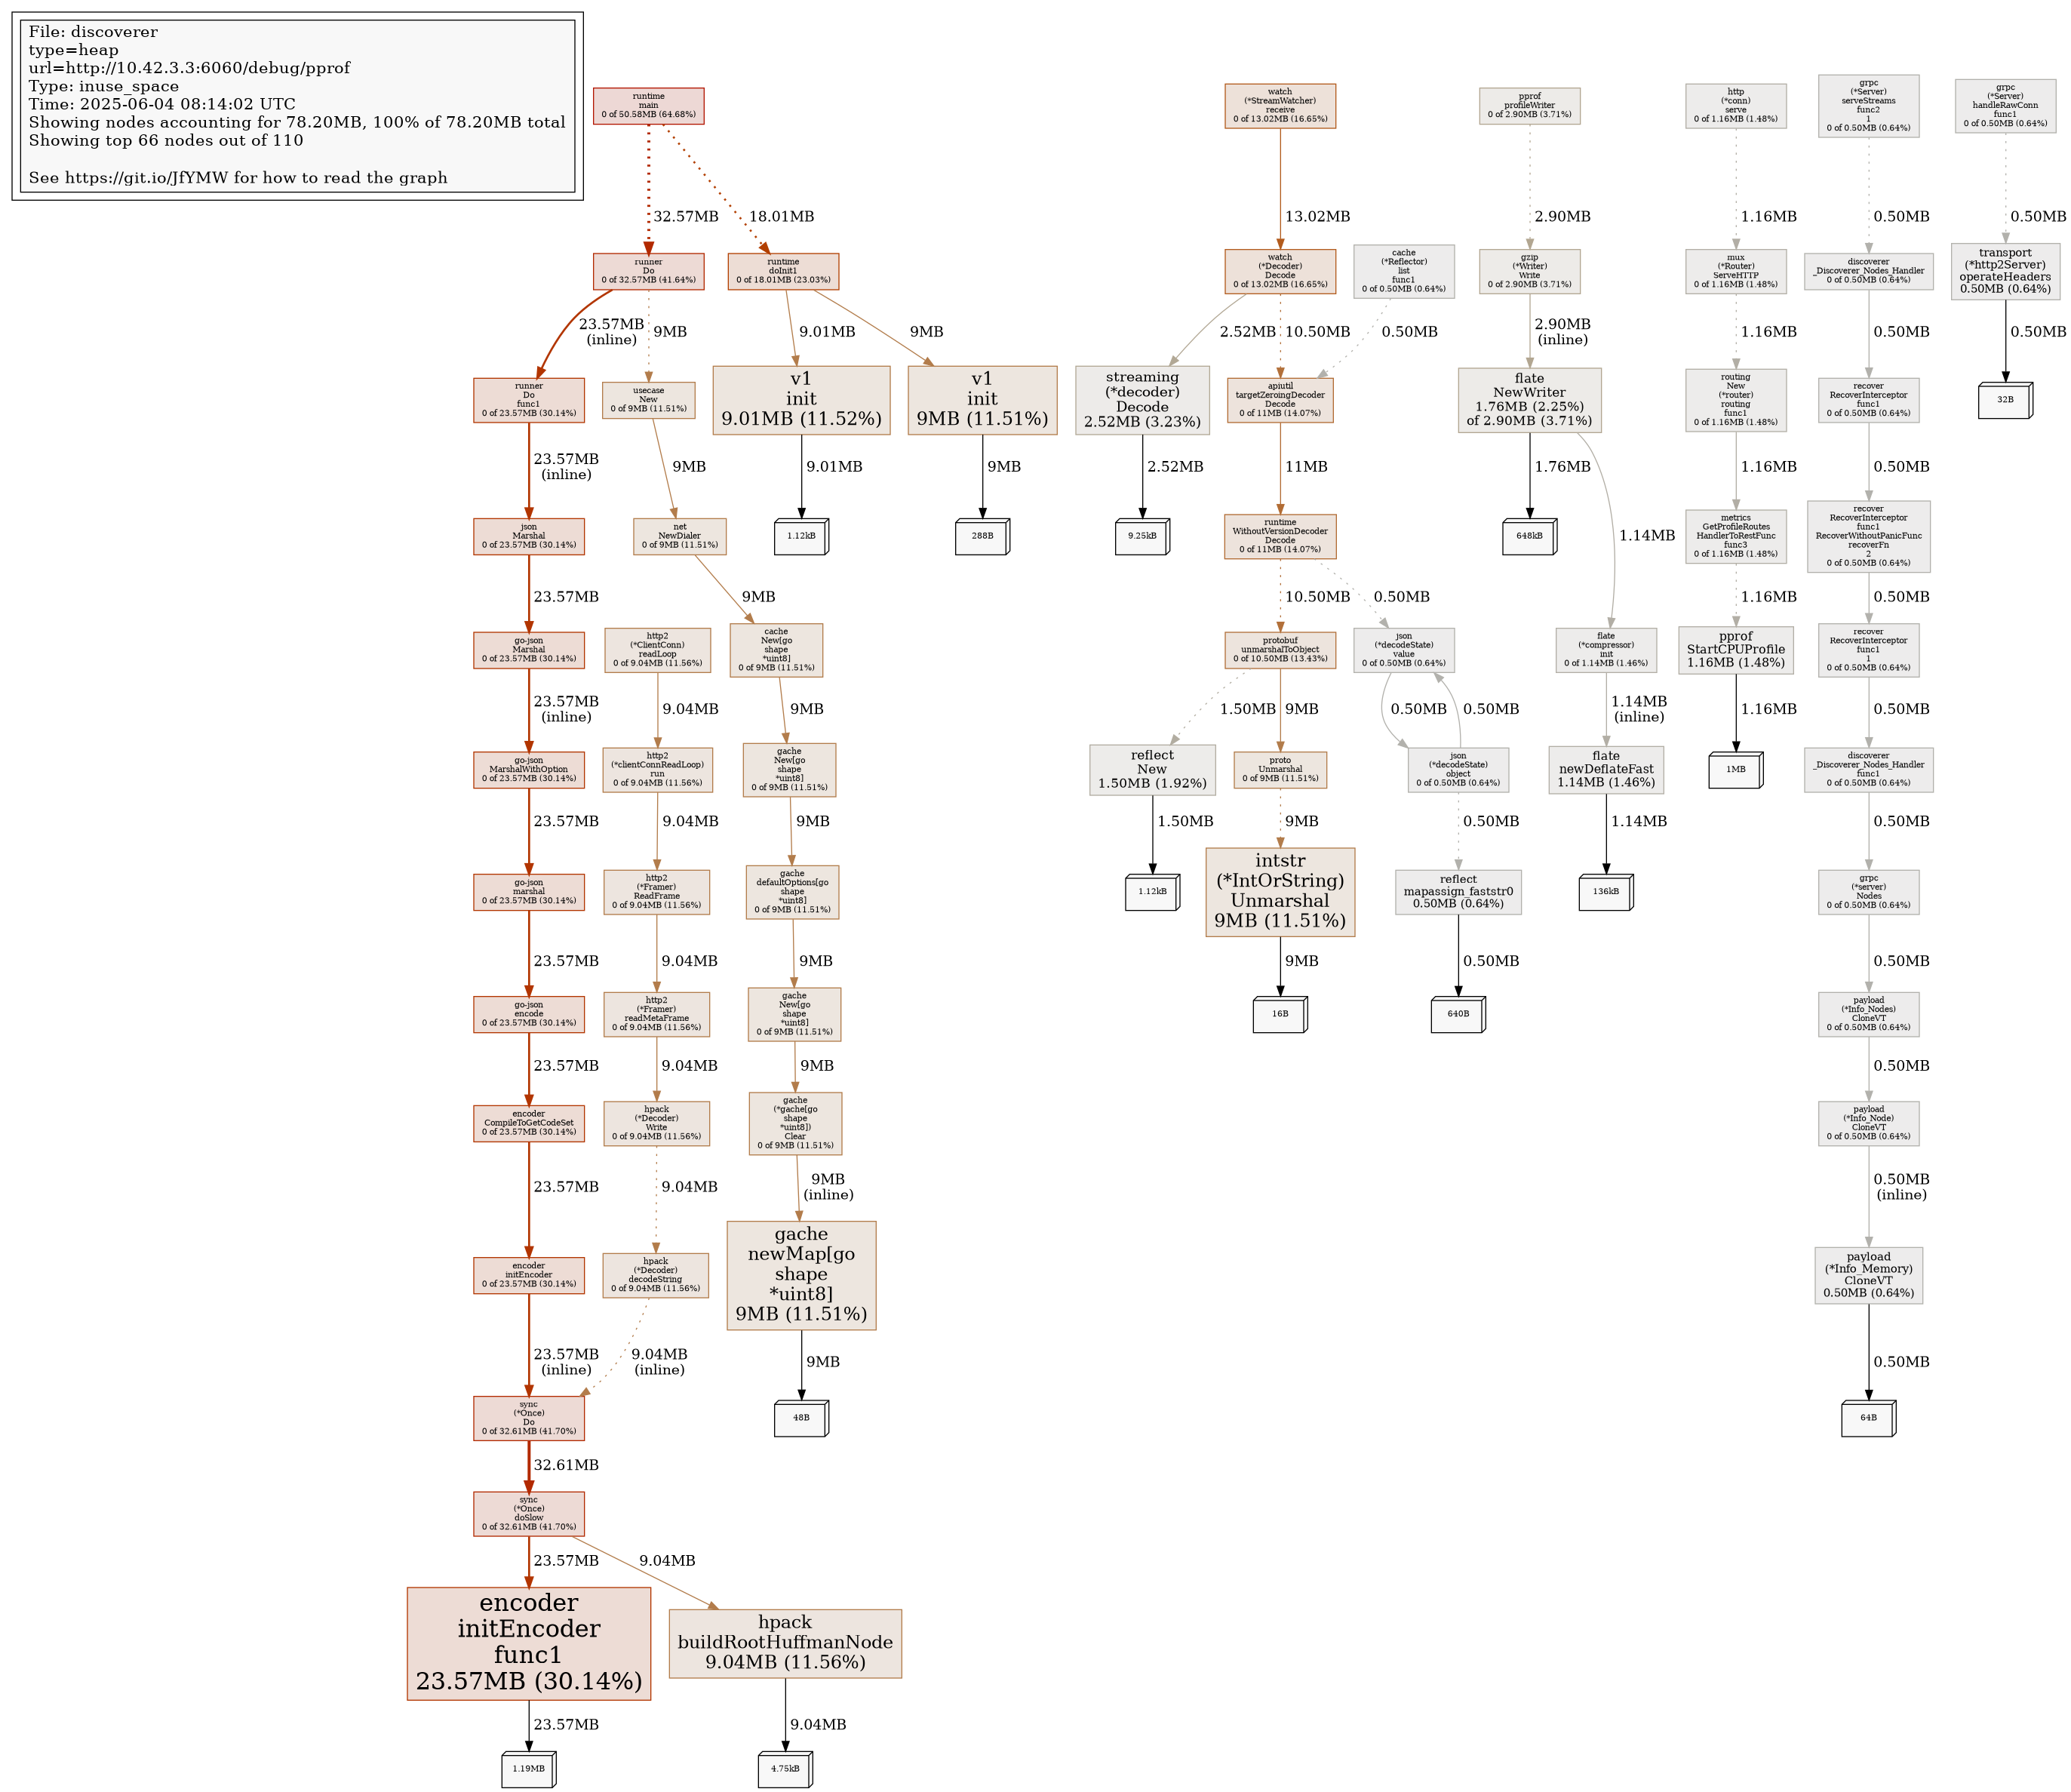 File: discoverer
type=heap
url=http://10.42.3.3:6060/debug/pprof
Type: inuse_space
Time: 2025-06-04 08:14:02 UTC
Showing nodes accounting for 78.20MB, 100% of 78.20MB total
Showing top 66 nodes out of 110
See https://git.io/JfYMW for how to read the graph
runtime
main
0 of 50.58MB (64.68%)
32.57MB
18.01MB
runner
Do
0 of 32.57MB (41.64%)
runtime
doInit1
0 of 18.01MB (23.03%)
23.57MB
(inline)
9MB
9.01MB
9MB
runner
Do
func1
0 of 23.57MB (30.14%)
usecase
New
0 of 9MB (11.51%)
v1
init
9.01MB (11.52%)
v1
init
9MB (11.51%)
23.57MB
(inline)
9MB
9.01MB
9MB
json
Marshal
0 of 23.57MB (30.14%)
net
NewDialer
0 of 9MB (11.51%)
1.12kB
288B
23.57MB
9MB
go-json
Marshal
0 of 23.57MB (30.14%)
http2
(*ClientConn)
readLoop
0 of 9.04MB (11.56%)
cache
New[go
shape
*uint8]
0 of 9MB (11.51%)
23.57MB
(inline)
9.04MB
9MB
go-json
MarshalWithOption
0 of 23.57MB (30.14%)
http2
(*clientConnReadLoop)
run
0 of 9.04MB (11.56%)
gache
New[go
shape
*uint8]
0 of 9MB (11.51%)
23.57MB
9.04MB
9MB
go-json
marshal
0 of 23.57MB (30.14%)
http2
(*Framer)
ReadFrame
0 of 9.04MB (11.56%)
gache
defaultOptions[go
shape
*uint8]
0 of 9MB (11.51%)
23.57MB
9.04MB
9MB
go-json
encode
0 of 23.57MB (30.14%)
http2
(*Framer)
readMetaFrame
0 of 9.04MB (11.56%)
gache
New[go
shape
*uint8]
0 of 9MB (11.51%)
23.57MB
9.04MB
9MB
encoder
CompileToGetCodeSet
0 of 23.57MB (30.14%)
hpack
(*Decoder)
Write
0 of 9.04MB (11.56%)
gache
(*gache[go
shape
*uint8])
Clear
0 of 9MB (11.51%)
23.57MB
9.04MB
9MB
(inline)
encoder
initEncoder
0 of 23.57MB (30.14%)
hpack
(*Decoder)
decodeString
0 of 9.04MB (11.56%)
gache
newMap[go
shape
*uint8]
9MB (11.51%)
23.57MB
(inline)
9.04MB
(inline)
9MB
sync
(*Once)
Do
0 of 32.61MB (41.70%)
48B
32.61MB
sync
(*Once)
doSlow
0 of 32.61MB (41.70%)
23.57MB
9.04MB
encoder
initEncoder
func1
23.57MB (30.14%)
hpack
buildRootHuffmanNode
9.04MB (11.56%)
23.57MB
9.04MB
1.19MB
4.75kB
watch
(*StreamWatcher)
receive
0 of 13.02MB (16.65%)
13.02MB
watch
(*Decoder)
Decode
0 of 13.02MB (16.65%)
cache
(*Reflector)
list
func1
0 of 0.50MB (0.64%)
2.52MB
10.50MB
0.50MB
streaming
(*decoder)
Decode
2.52MB (3.23%)
apiutil
targetZeroingDecoder
Decode
0 of 11MB (14.07%)
2.52MB
11MB
9.25kB
runtime
WithoutVersionDecoder
Decode
0 of 11MB (14.07%)
10.50MB
0.50MB
protobuf
unmarshalToObject
0 of 10.50MB (13.43%)
json
(*decodeState)
value
0 of 0.50MB (0.64%)
1.50MB
9MB
0.50MB
0.50MB
reflect
New
1.50MB (1.92%)
proto
Unmarshal
0 of 9MB (11.51%)
json
(*decodeState)
object
0 of 0.50MB (0.64%)
1.50MB
9MB
0.50MB
1.12kB
intstr
(*IntOrString)
Unmarshal
9MB (11.51%)
reflect
mapassign_faststr0
0.50MB (0.64%)
9MB
0.50MB
16B
640B
pprof
profileWriter
0 of 2.90MB (3.71%)
2.90MB
gzip
(*Writer)
Write
0 of 2.90MB (3.71%)
2.90MB
(inline)
flate
NewWriter
1.76MB (2.25%)
of 2.90MB (3.71%)
1.76MB
1.14MB
648kB
flate
(*compressor)
init
0 of 1.14MB (1.46%)
1.14MB
(inline)
flate
newDeflateFast
1.14MB (1.46%)
1.14MB
136kB
http
(*conn)
serve
0 of 1.16MB (1.48%)
1.16MB
mux
(*Router)
ServeHTTP
0 of 1.16MB (1.48%)
1.16MB
routing
New
(*router)
routing
func1
0 of 1.16MB (1.48%)
1.16MB
metrics
GetProfileRoutes
HandlerToRestFunc
func3
0 of 1.16MB (1.48%)
1.16MB
pprof
StartCPUProfile
1.16MB (1.48%)
1.16MB
1MB
grpc
(*Server)
serveStreams
func2
1
0 of 0.50MB (0.64%)
0.50MB
discoverer
_Discoverer_Nodes_Handler
0 of 0.50MB (0.64%)
0.50MB
recover
RecoverInterceptor
func1
0 of 0.50MB (0.64%)
0.50MB
recover
RecoverInterceptor
func1
RecoverWithoutPanicFunc
recoverFn
2
0 of 0.50MB (0.64%)
0.50MB
recover
RecoverInterceptor
func1
1
0 of 0.50MB (0.64%)
0.50MB
discoverer
_Discoverer_Nodes_Handler
func1
0 of 0.50MB (0.64%)
0.50MB
grpc
(*server)
Nodes
0 of 0.50MB (0.64%)
0.50MB
payload
(*Info_Nodes)
CloneVT
0 of 0.50MB (0.64%)
0.50MB
payload
(*Info_Node)
CloneVT
0 of 0.50MB (0.64%)
0.50MB
(inline)
payload
(*Info_Memory)
CloneVT
0.50MB (0.64%)
0.50MB
64B
grpc
(*Server)
handleRawConn
func1
0 of 0.50MB (0.64%)
0.50MB
transport
(*http2Server)
operateHeaders
0.50MB (0.64%)
0.50MB
32B